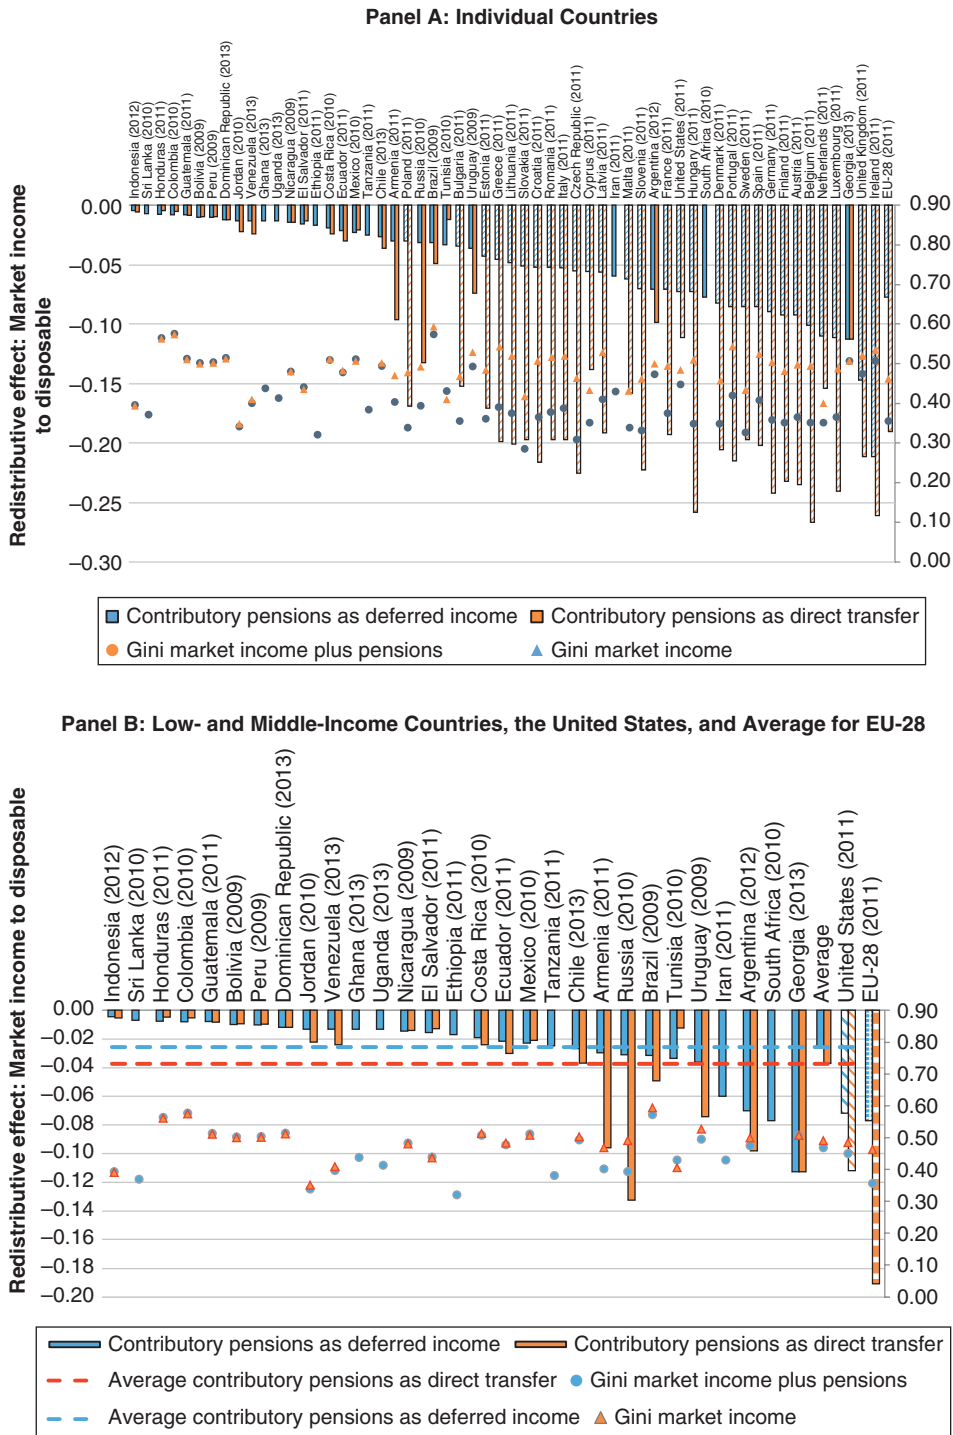 Panel A: Individual Countries
Indonesia (2012)
Sri Lanka (2010)
Honduras (2011)
Colombia (2010)
Guatemala (2011)
Bolivia (2009)
Peru (2009)
Dominican Republic (2013)
Jordan (2010)
Venezuela (2013)
Ghana (2013)
Uganda (2013)
Nicaragua (2009)
El Salvador (2011)
Ethiopia (2011)
Costa Rica (2010)
Ecuador (2011)
Mexico (2010)
Tanzania (2011)
Chile (2013)
Armenia (2011)
Poland (2011)
Russia (2010)
Brazil (2009)
Tunisia (2010)
Bulgaria (2011)
Uruguay (2009)
Estonia (2011)
Greece (2011)
Lithuania (2011)
Slovakia (2011)
Croatia (2011)
Romania (2011)
Italy (2011)
Czech Republic (2011)
Cyprus (2011)
Latvia (2011)
Iran (2011)
Malta (2011)
Slovenia (2011)
Argentina (2012)
France (2011)
United States (2011)
Hungary (2011)
South Africa (2010)
Denmark (2011)
Portugal (2011)
Sweden (2011)
Spain (2011)
Germany (2011)
Finland (2011)
Austria (2011)
Belgium (2011)
Netherlands (2011)
Luxembourg (2011)
Georgia (2013)
United Kingdom (2011)
Ireland (2011)
EU-28 (2011)
Redistributive effect: Market income
to disposable
0.00
−0.05
−0.10
−0.15
−0.20
−0.25
−0.30
0.90
0.80
0.70
0.60
0.50
0.40
0.30
0.20
0.10
0.00
Contributory pensions as deferred income
Contributory pensions as direct transfer
Gini market income plus pensions
Gini market income
Panel B: Low- and Middle-Income Countries, the United States, and Average for EU-28
Indonesia (2012)
Sri Lanka (2010)
Honduras (2011)
Colombia (2010)
Guatemala (2011)
Bolivia (2009)
Peru (2009)
Dominican Republic (2013)
Jordan (2010)
Venezuela (2013)
Ghana (2013)
Uganda (2013)
Nicaragua (2009)
El Salvador (2011)
Ethiopia (2011)
Costa Rica (2010)
Ecuador (2011)
Mexico (2010)
Tanzania (2011)
Chile (2013)
Armenia (2011)
Russia (2010)
Brazil (2009)
Tunisia (2010)
Uruguay (2009)
Iran (2011)
Argentina (2012)
South Africa (2010)
Georgia (2013)
Average
United States (2011)
EU-28 (2011)
Redistributive effect: Market income to disposable
0.00
−0.02
−0.04
−0.06
−0.08
−0.10
−0.12
−0.14
−0.16
−0.18
−0.20
0.90
0.80
0.70
0.60
0.50
0.40
0.30
0.20
0.10
0.00
Contributory pensions as deferred income
Contributory pensions as direct transfer
Average contributory pensions as direct transfer
Gini market income plus pensions
Average contributory pensions as deferred income
Gini market income